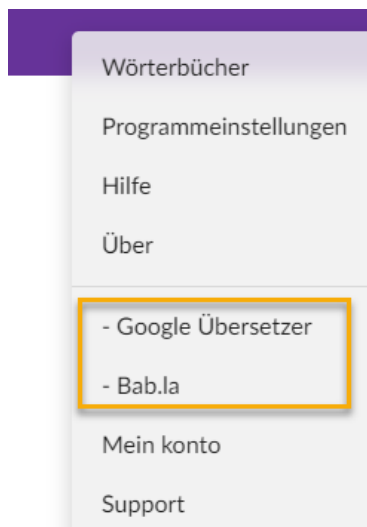 Wörterbücher
Programmeinstellungen
Hilfe
Über
- Google Übersetzer
- Bab.la
Mein konto
Support